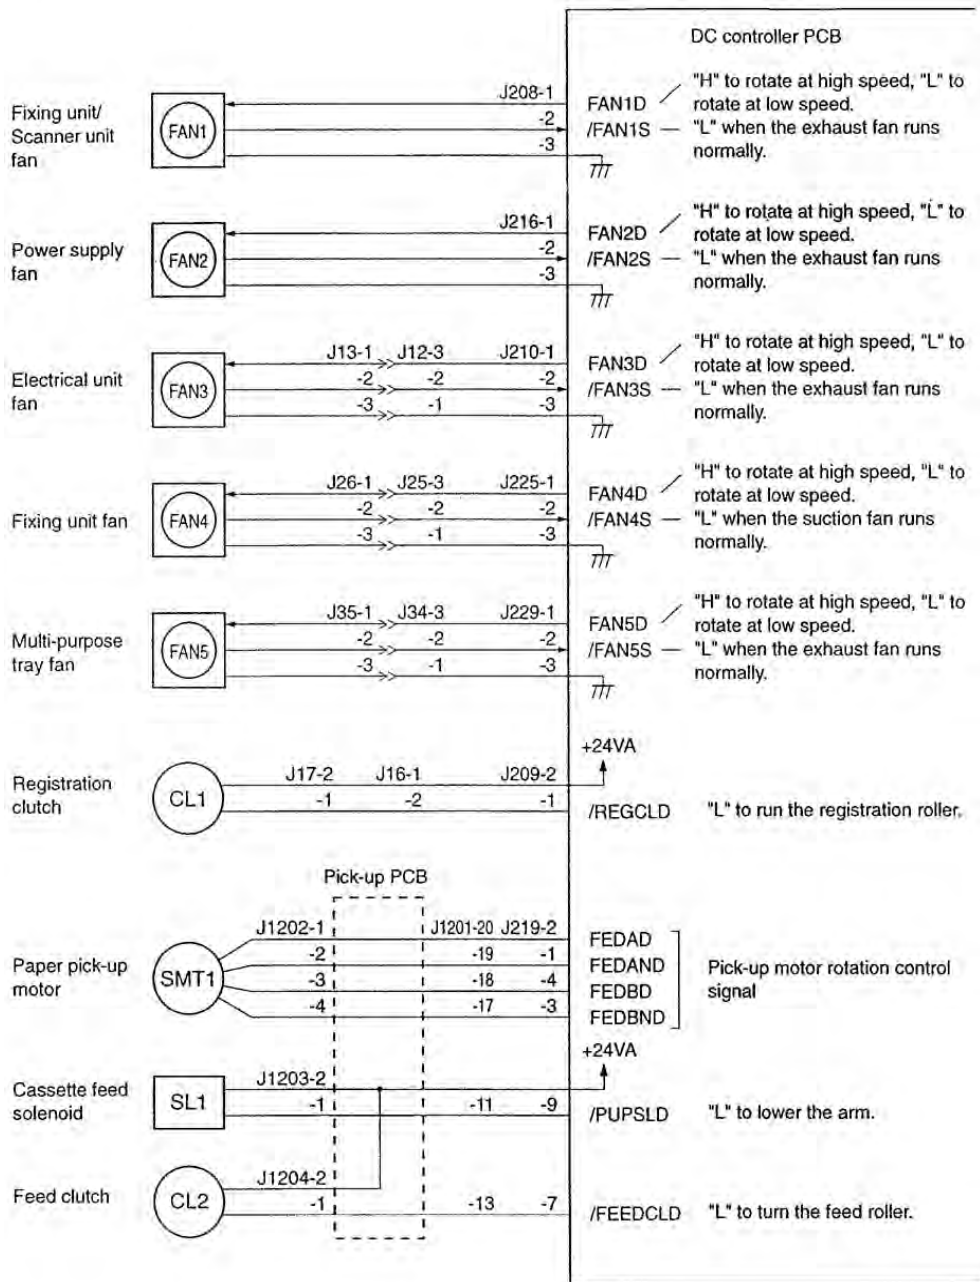 DC controller PCB
Fixing unit/
Scanner unit
fan
FAN1
J208-1
-2
-3
FAN1D
/FAN1S
"H" to rotate at high speed, "L" to
rotate at low speed.
"L" when the exhaust fan runs
normally.
Power supply
fan
FAN2
J216-1
-2
-3
FAN2D
/FAN2S
"H" to rotate at high speed, "L" to
rotate at low speed.
"L" when the exhaust fan runs
normally.
Electrical unit
fan
FAN3
J13-1 J12-3 J210-1
-2 -2 -2
-3 -1 -3
FAN3D
/FAN3S
"H" to rotate at high speed, "L" to
rotate at low speed.
"L" when the exhaust fan runs
normally.
Fixing unit fan
FAN4
J26-1 J25-3 J225-1
-2 -2 -2
-3 -1 -3
FAN4D
/FAN4S
"H" to rotate at high speed, "L" to
rotate at low speed.
"L" when the suction fan runs
normally.
Multi-purpose
tray fan
FAN5
J35-1 J34-3 J229-1
-2 -2 -2
-3 -1 -3
FAN5D
/FAN5S
"H" to rotate at high speed, "L" to
rotate at low speed.
"L" when the exhaust fan runs
normally.
+24VA
Registration
clutch
CL1
J17-2 J16-1 J209-2
-1 -2 -1
/REGCLD
"L" to run the registration roller.
Pick-up PCB
Paper pick-up
motor
SMT1
J1202-1 J1201-20 J219-2
-2 -19 -1
-3 -18 -4
-4 -17 -3
FEDAD
FEDAND
FEDBD
FEDBND
Pick-up motor rotation control
signal
+24VA
Cassette feed
solenoid
SL1
J1203-2
-1 -11 -9
/PUPSLD
"L" to lower the arm.
Feed clutch
CL2
J1204-2
-1 -13 -7
/FEEDCLD
"L" to turn the feed roller.